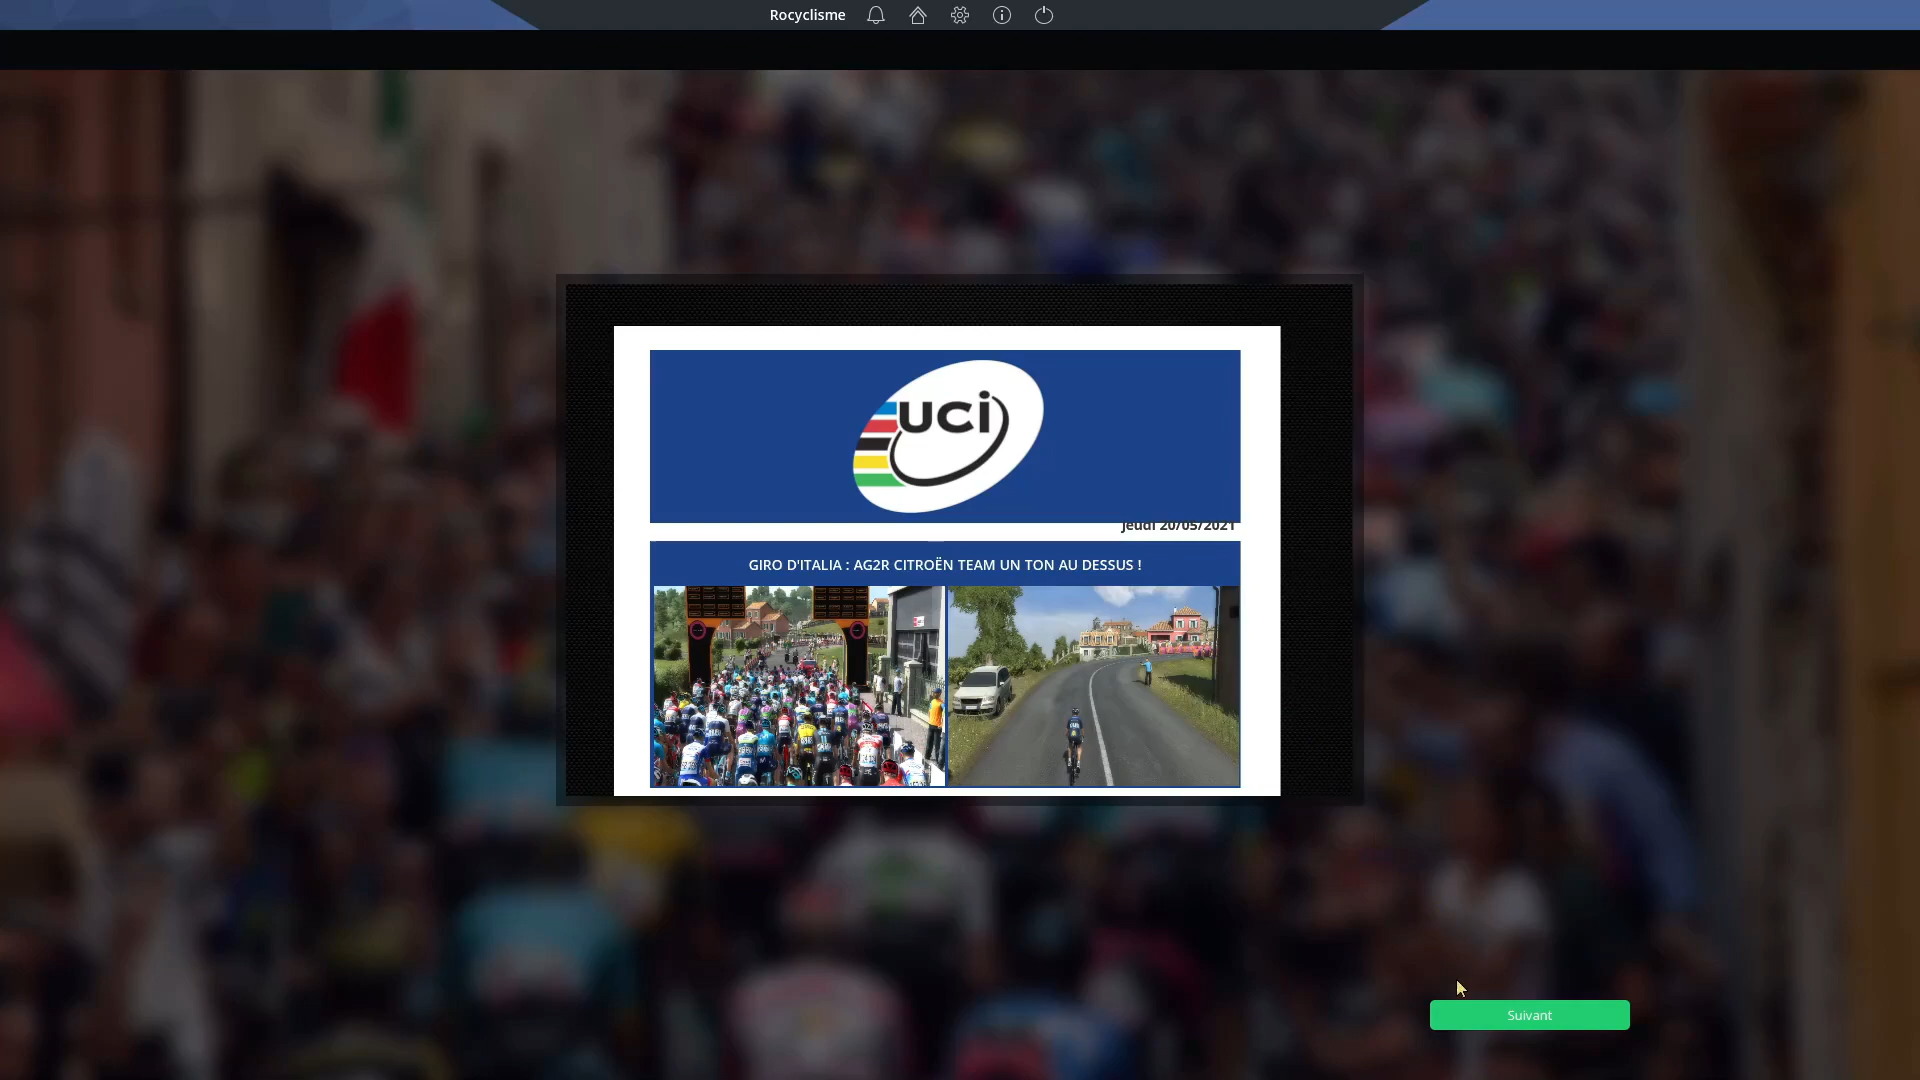 Rocyclisme
uci
Jeudi 20/05/2021
GIRO D'ITALIA : AG2R CITROËN TEAM UN TON AU DESSUS !
Suivant